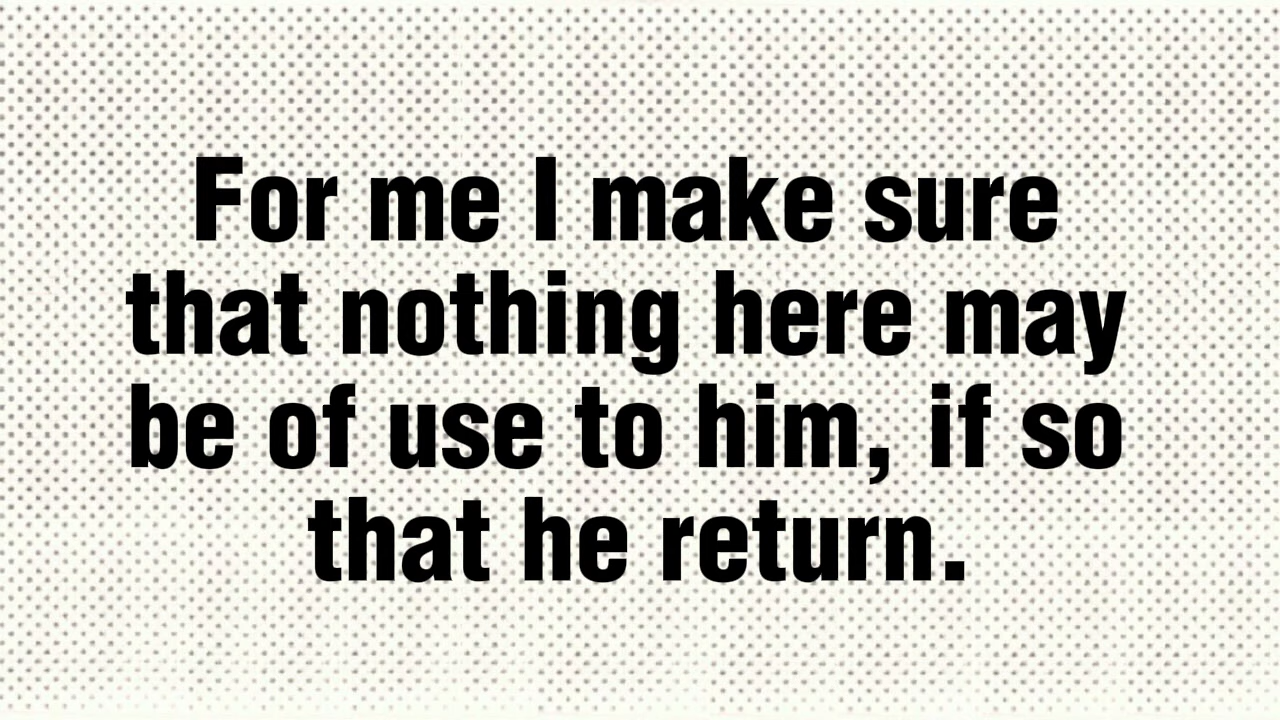 For me I make sure
that nothing here may
be of use to him, if so
that he return.